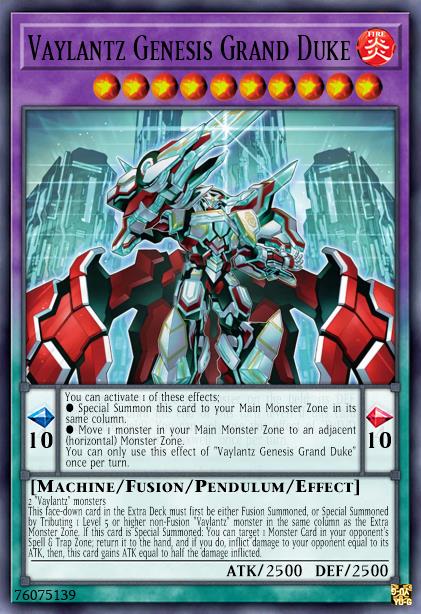 VAYLANTZ GENESIS GRAND DUKE
FIRE
炎
You can activate 1 of these effects;
● Special Summon this card to your Main Monster Zone in its
same column.
● Move 1 monster in your Main Monster Zone to an adjacent
(horizontal) Monster Zone.
You can only use this effect of "Vaylantz Genesis Grand Duke"
once per turn.
10
10
[MACHINE/FUSION/PENDULUM/EFFECT]
2 "Vaylantz" monsters
This face-down card in the Extra Deck must first be either Fusion Summoned, or Special Summoned
by Tributing 1 Level 5 or higher non-Fusion "Vaylantz" monster in the same column as the Extra
Monster Zone. If this card is Special Summoned: You can target 1 Monster Card in your opponent's
Spell & Trap Zone; return it to the hand, and if you do, inflict damage to your opponent equal to its
ATK, then, this card gains ATK equal to half the damage inflicted.
ATK/2500 DEF/2500
76075139